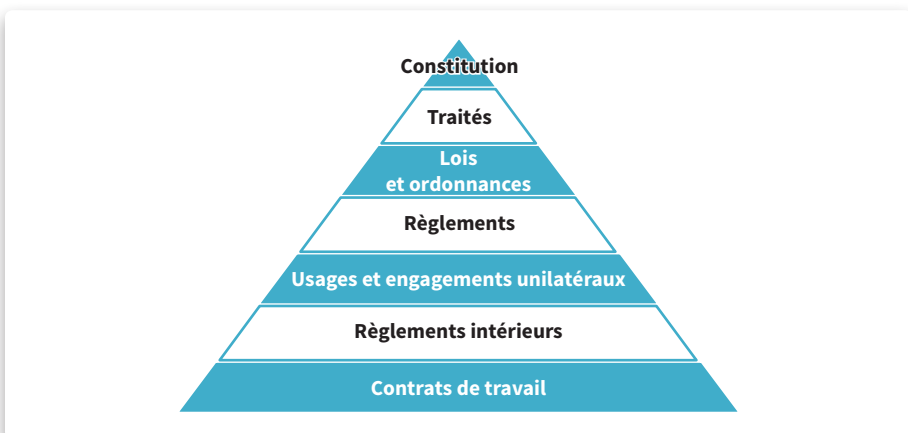 Constitution
Traités
Lois
et ordonnances
Règlements
Usages et engagements unilatéraux
Règlements intérieurs
Contrats de travail